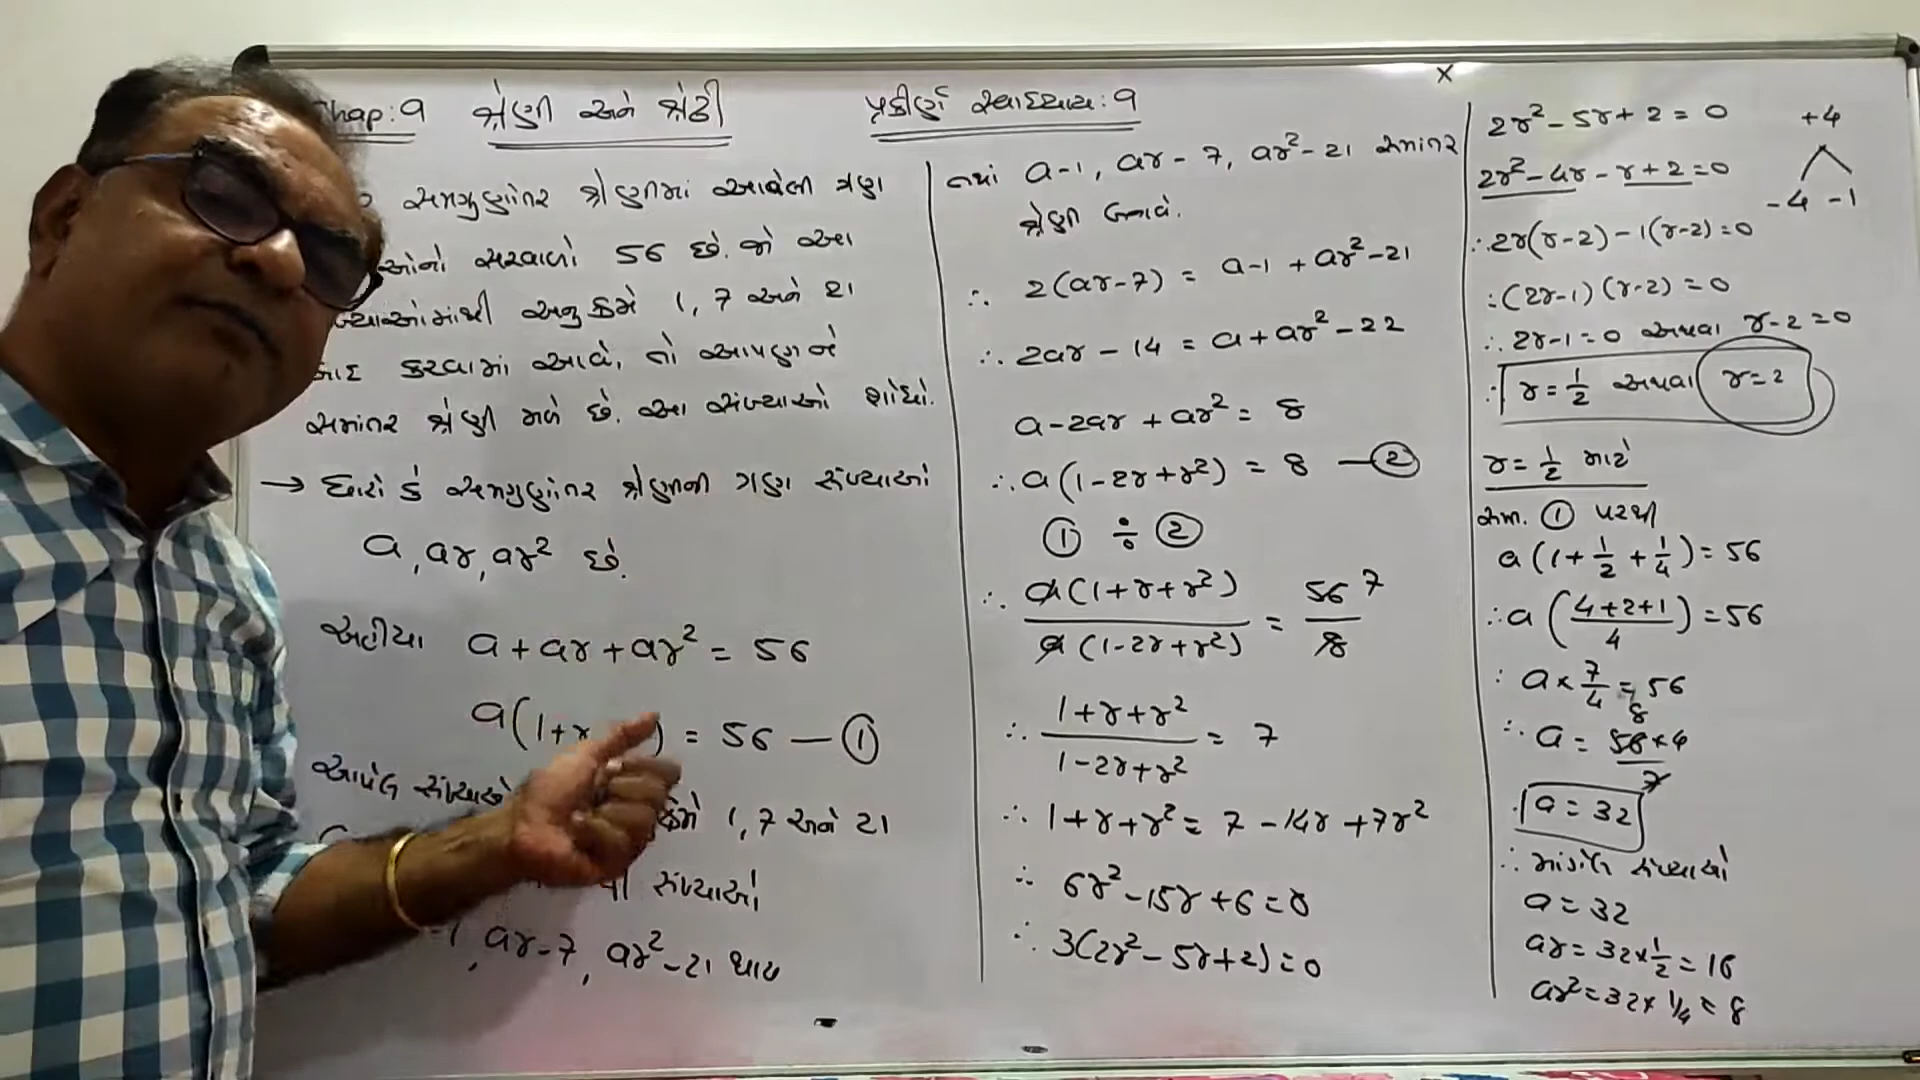 Chap: 9 શ્રેણી અને શ્રેઢી
પ્રકીર્ણ સ્વાધ્યાય: 9
સમગુણોત્તર શ્રેણીમાં આવેલી ત્રણ
સરવાળો 56 છે. જો આ
અનુક્રમે 1, 7 અને 21
બાદ કરવામાં આવે, તો આપણને
સમાંતર શ્રેણી મળે છે. આ સંખ્યાઓ શોધો.
→ ધારો કે સમગુણોત્તર શ્રેણીની ત્રણ સંખ્યાઓ
a, ar, ar² છે.
અહીંયા a + ar + ar² = 56
a(1+r ) = 56 — ①
આપેલ સંખ્યાઓ 1, 7 અને 21
સંખ્યાઓ
-1, ar-7, ar²-21 થાય
તથા a-1, ar-7, ar²-21 સમાંતર
શ્રેણી બનાવે.
∴ 2(ar-7) = a-1 + ar²-21
∴ 2ar - 14 = a + ar² - 22
a - 2ar + ar² = 8
∴ a(1-2r+r²) = 8 — ②
① ÷ ②
∴ a(1+r+r²) / a(1-2r+r²) = 56 7 / 8
∴ 1+r+r² / 1-2r+r² = 7
∴ 1+r+r² = 7 - 14r + 7r²
∴ 6r² - 15r + 6 = 0
∴ 3(2r² - 5r + 2) = 0
x
2r² - 5r + 2 = 0 +4
2r² - 4r - r + 2 = 0 -4 -1
∴ 2r(r-2) - 1(r-2) = 0
∴ (2r-1)(r-2) = 0
∴ 2r-1 = 0 અથવા r-2 = 0
∴ r = 1/2 અથવા r = 2
r = 1/2 માટે
સમ. ① પરથી
a(1 + 1/2 + 1/4) = 56
∴ a(4+2+1 / 4) = 56
∴ a × 7/4 = 56
∴ a = 56 8 × 4 / 7
∴ a = 32
∴ માંગેલ સંખ્યાઓ
a = 32
ar = 32 × 1/2 = 16
ar² = 32 × 1/4 = 8